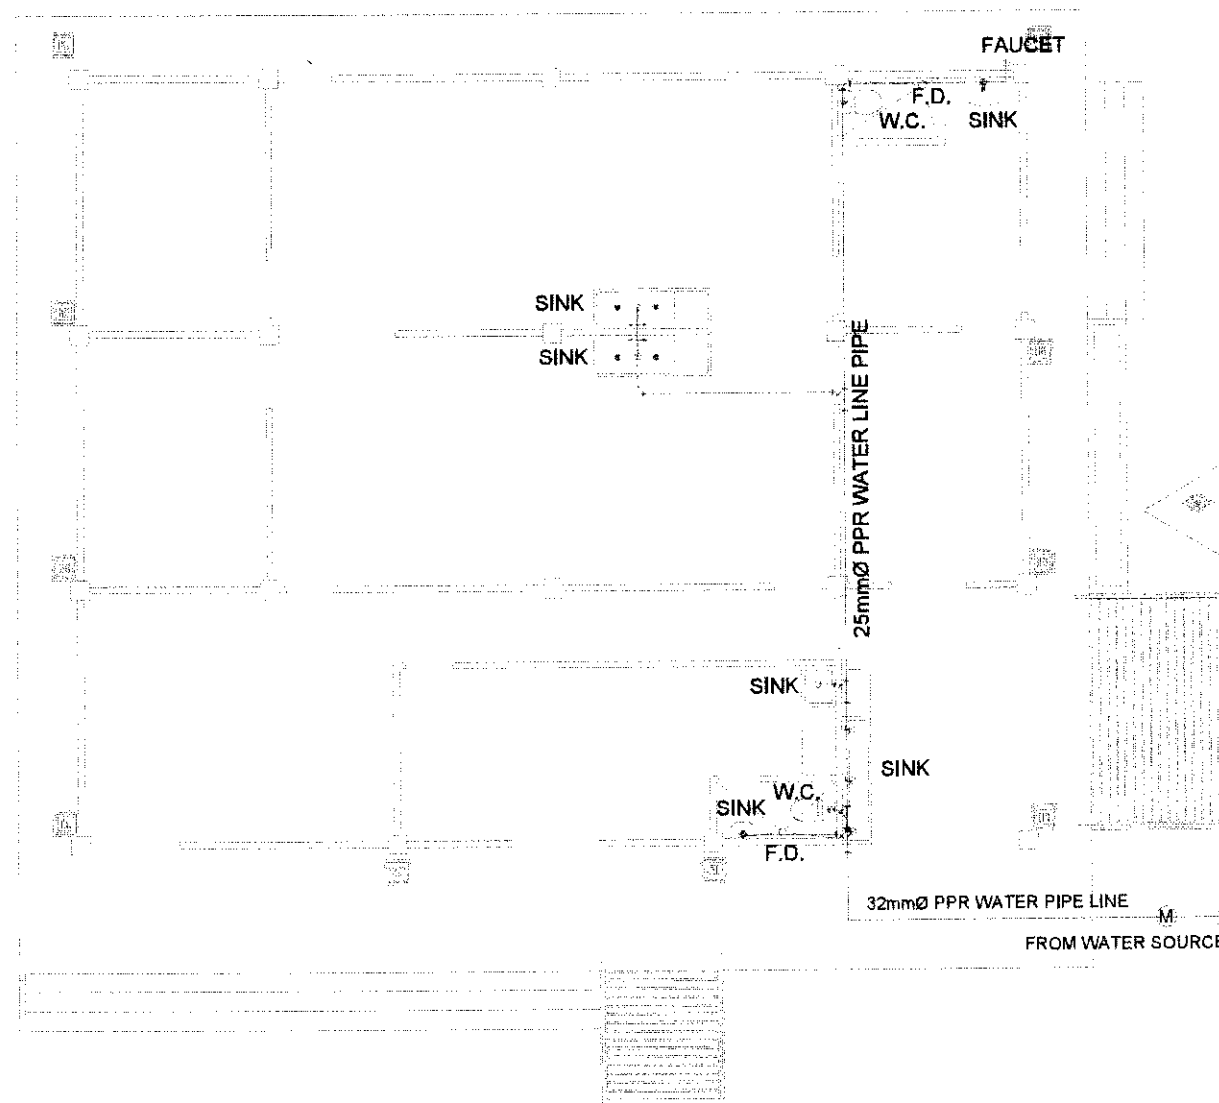 FAUCET
F.D.
W.C.
SINK
SINK
SINK
25mmØ PPR WATER LINE PIPE
SINK
SINK
W.C.
SINK
F.D.
32mmØ PPR WATER PIPE LINE
M
FROM WATER SOURCE